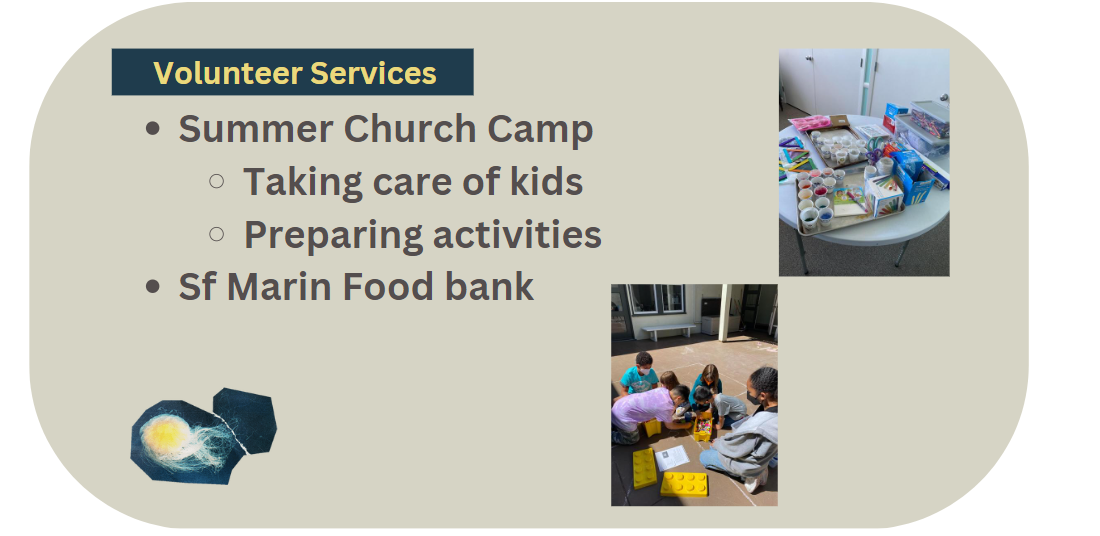 Volunteer Services
Summer Church Camp
Taking care of kids
Preparing activities
Sf Marin Food bank